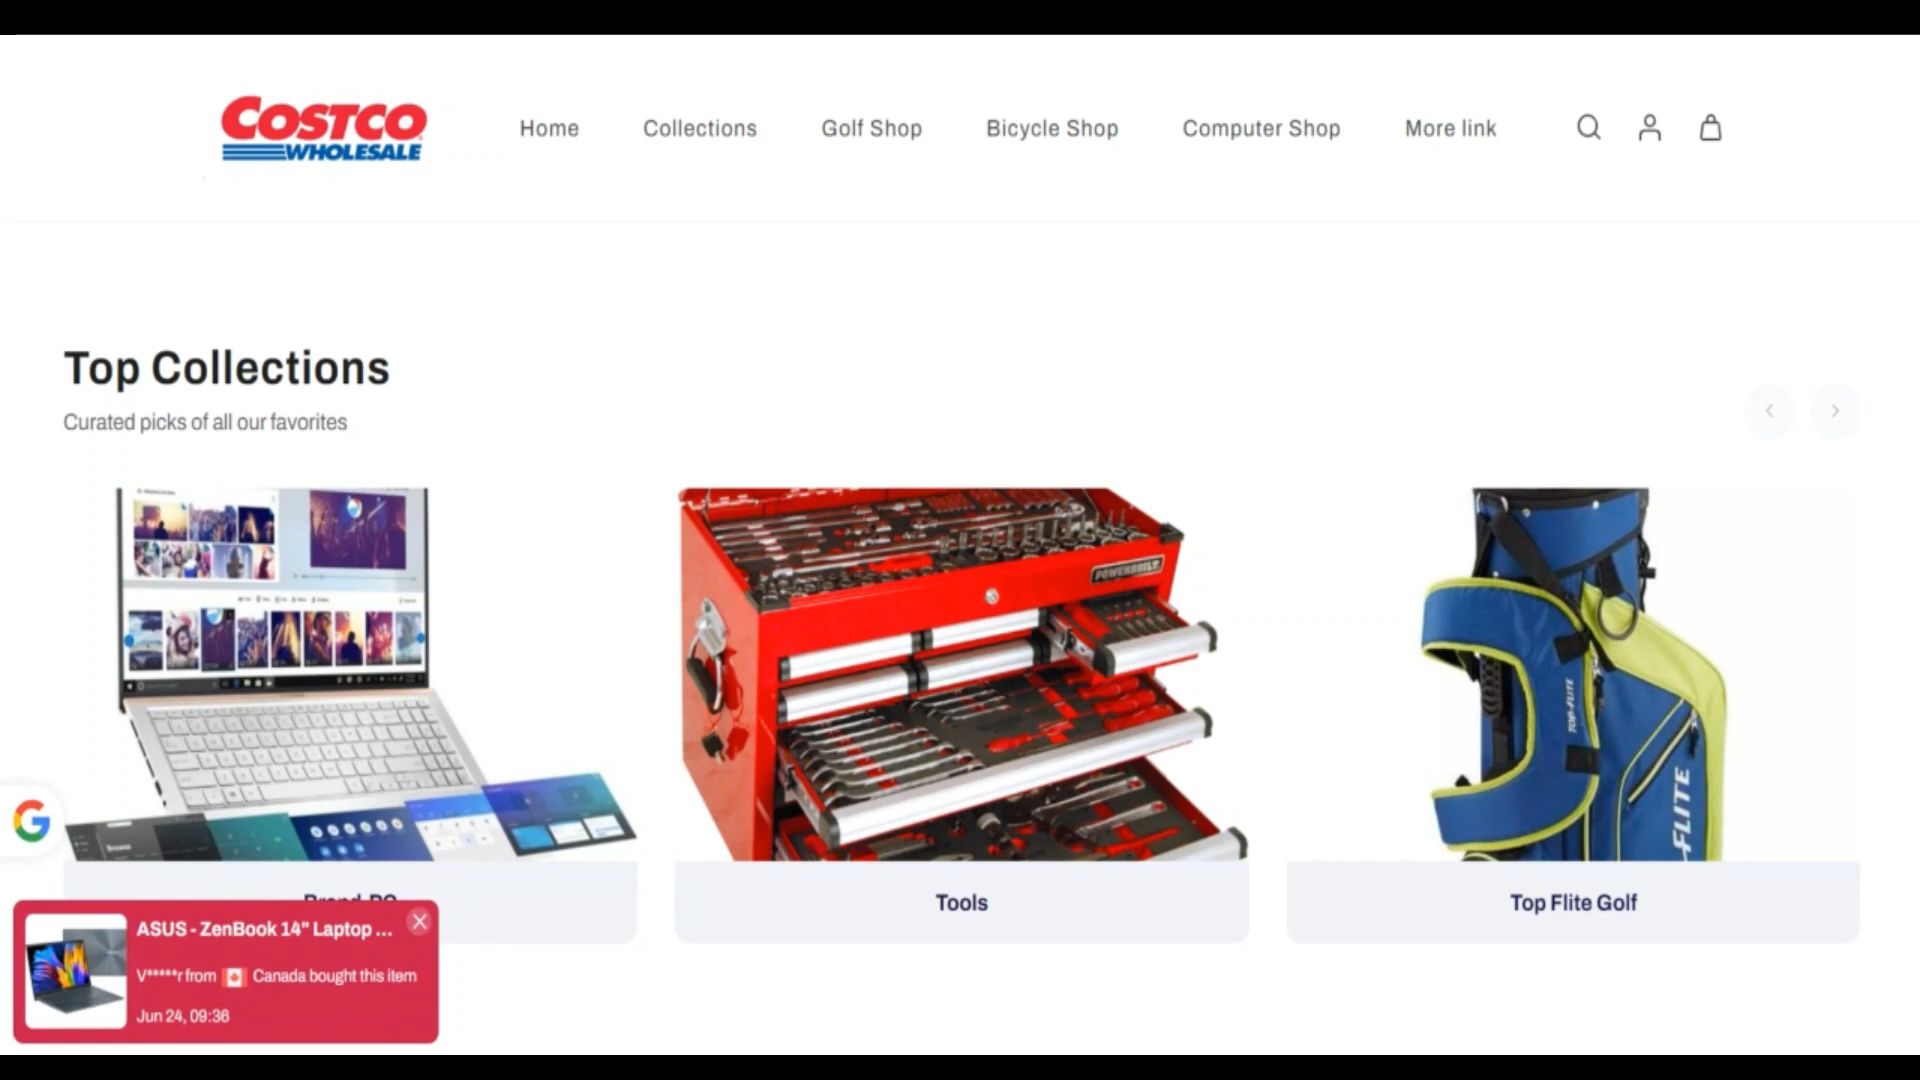 COSTCO
WHOLESALE
Home
Collections
Golf Shop
Bicycle Shop
Computer Shop
More link
Top Collections
Curated picks of all our favorites
POWERBUILT
TOP-FLITE
-FLITE
Tools
Top Flite Golf
ASUS - ZenBook 14" Laptop ...
V*****r from Canada bought this item
Jun 24, 09:36